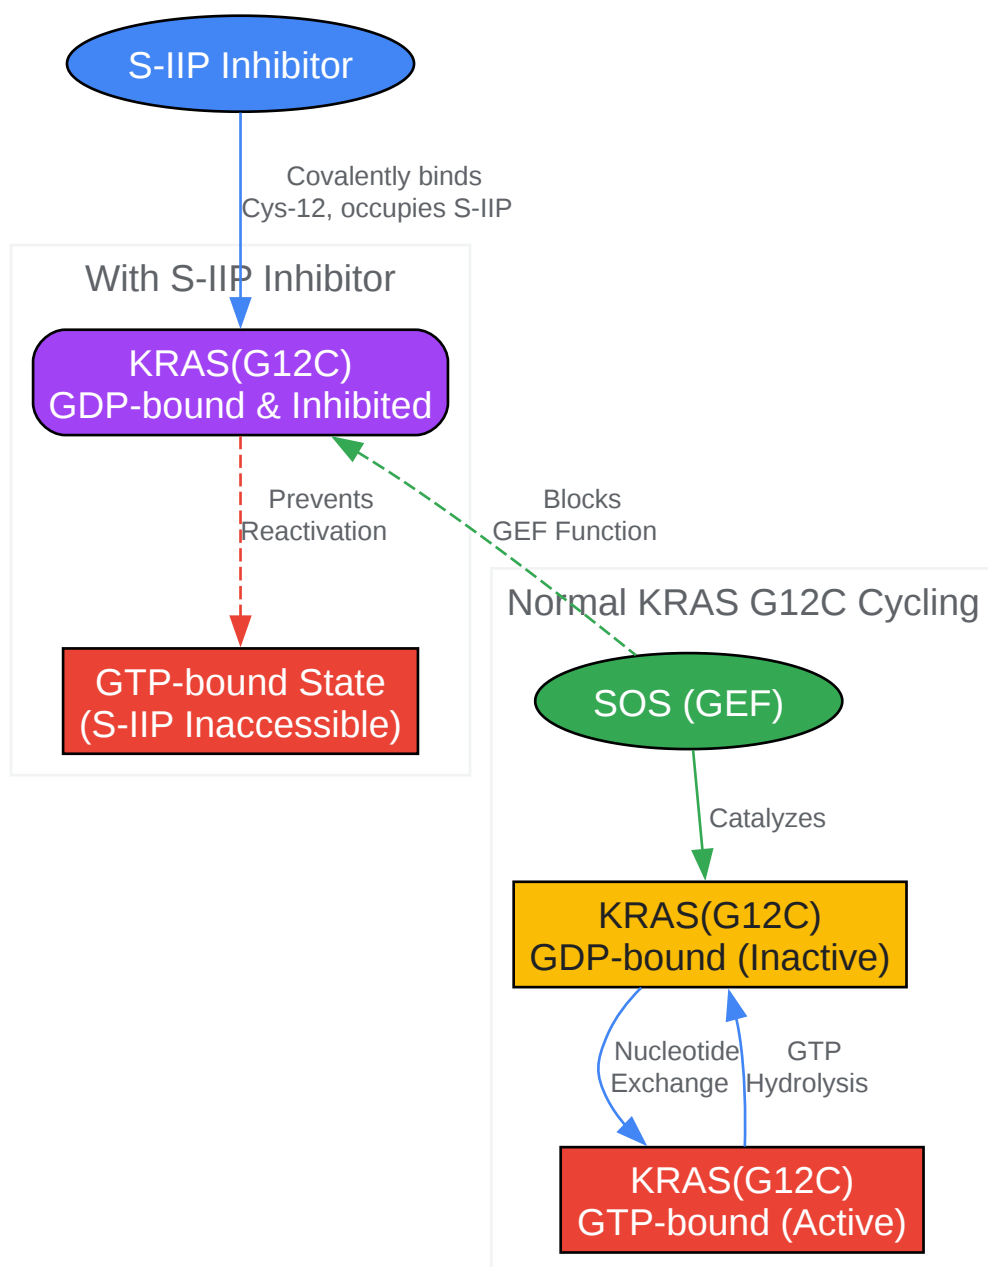 S-IIP Inhibitor
Covalently binds
Cys-12, occupies S-IIP
With S-IIP Inhibitor
KRAS(G12C)
GDP-bound & Inhibited
Prevents
Reactivation
Blocks
GEF Function
GTP-bound State
(S-IIP Inaccessible)
Normal KRAS G12C Cycling
SOS (GEF)
Catalyzes
KRAS(G12C)
GDP-bound (Inactive)
Nucleotide
Exchange
GTP
Hydrolysis
KRAS(G12C)
GTP-bound (Active)